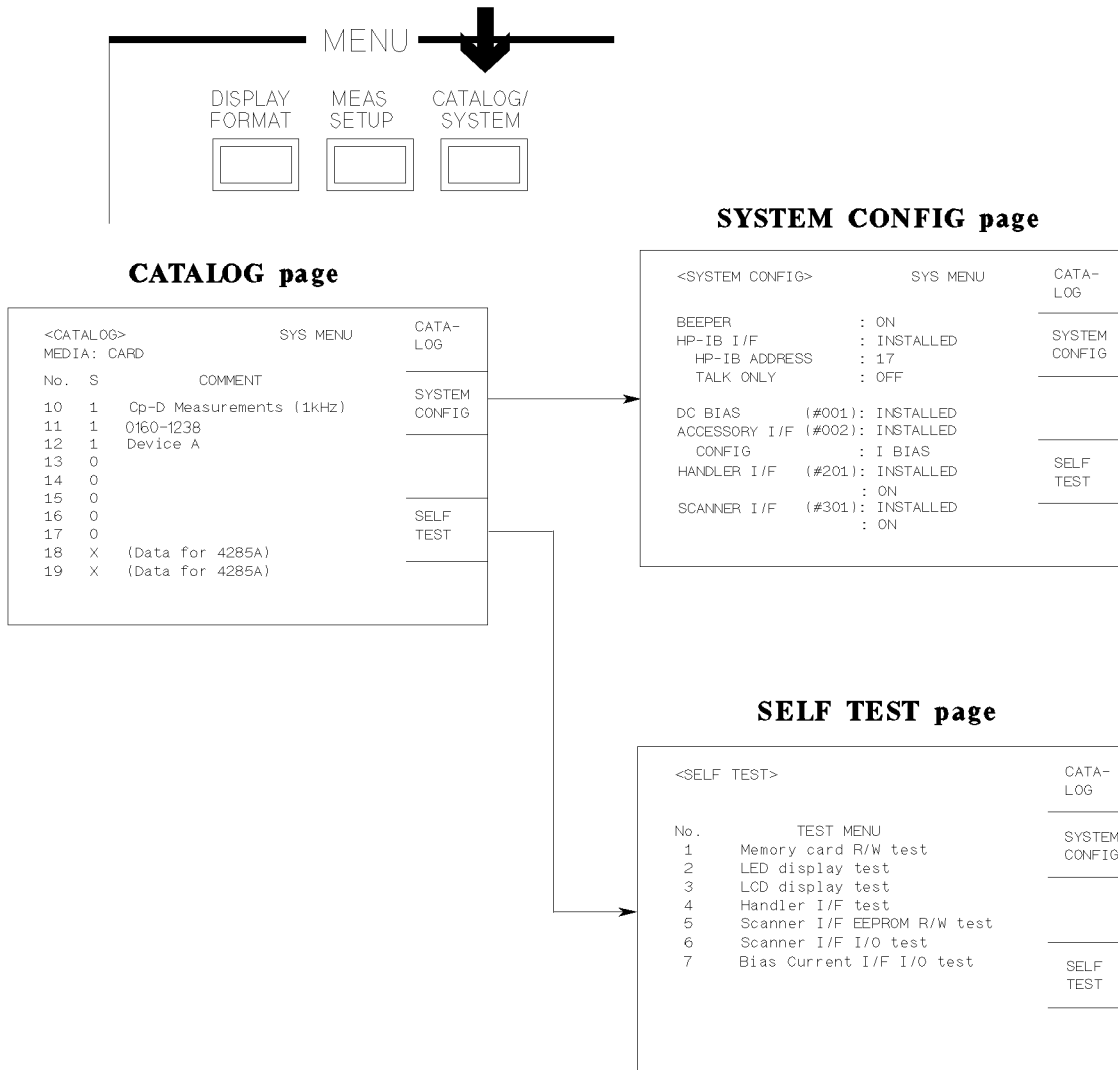 MENU
DISPLAY FORMAT
MEAS SETUP
CATALOG/ SYSTEM
CATALOG page
<CATALOG> SYS MENU
MEDIA: CARD
No. S COMMENT
10 1 Cp-D Measurements (1kHz)
11 1 0160-1238
12 1 Device A
13 0
14 0
15 0
16 0
17 0
18 X (Data for 4285A)
19 X (Data for 4285A)
CATA-
LOG
SYSTEM
CONFIG
SELF
TEST
SYSTEM CONFIG page
<SYSTEM CONFIG> SYS MENU
BEEPER : ON
HP-IB I/F : INSTALLED
HP-IB ADDRESS : 17
TALK ONLY : OFF
DC BIAS (#001): INSTALLED
ACCESSORY I/F (#002): INSTALLED
CONFIG : I BIAS
HANDLER I/F (#201): INSTALLED
: ON
SCANNER I/F (#301): INSTALLED
: ON
CATA-
LOG
SYSTEM
CONFIG
SELF
TEST
SELF TEST page
<SELF TEST>
No. TEST MENU
1 Memory card R/W test
2 LED display test
3 LCD display test
4 Handler I/F test
5 Scanner I/F EEPROM R/W test
6 Scanner I/F I/O test
7 Bias Current I/F I/O test
CATA-
LOG
SYSTEM
CONFIG
SELF
TEST